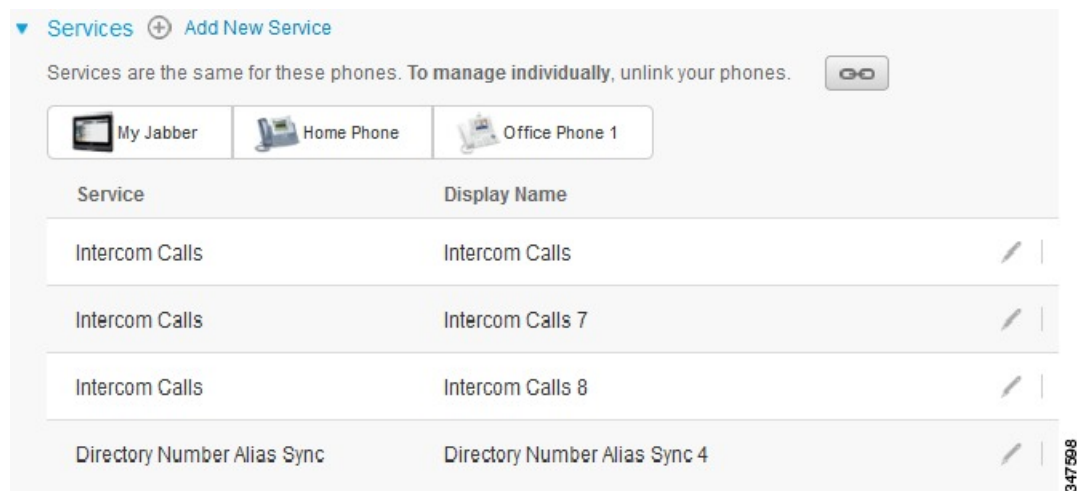 Services Add New Service
Services are the same for these phones. To manage individually, unlink your phones.
My Jabber Home Phone Office Phone 1
Service Display Name
Intercom Calls Intercom Calls
Intercom Calls Intercom Calls 7
Intercom Calls Intercom Calls 8
Directory Number Alias Sync Directory Number Alias Sync 4
347598